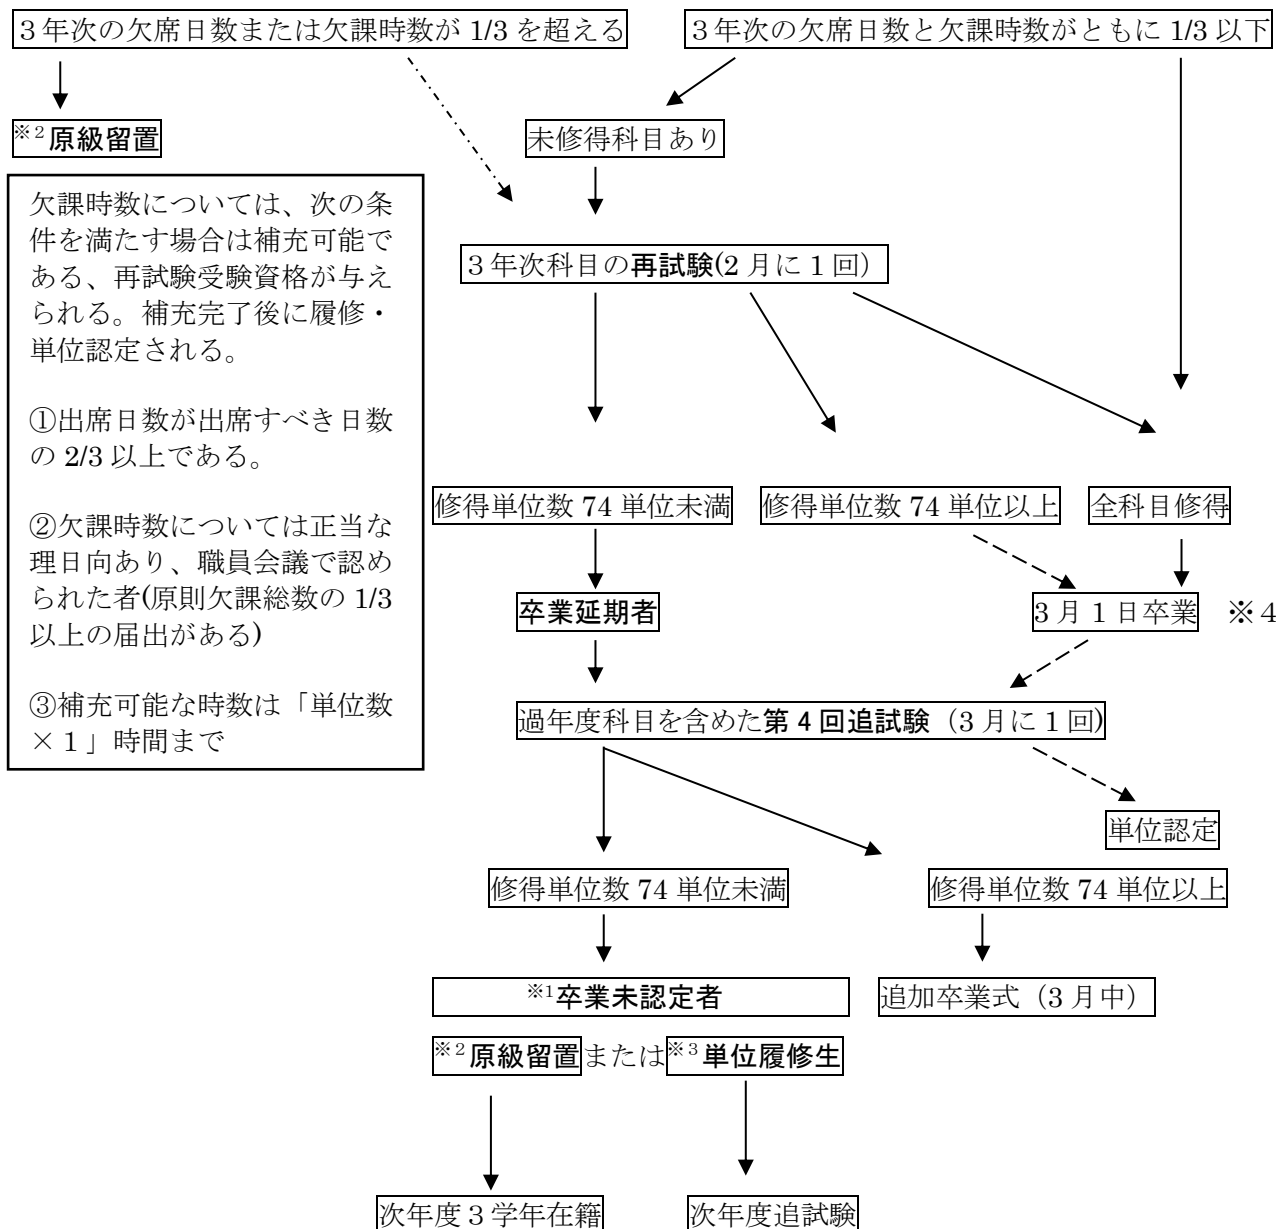 ３年次の欠席日数または欠課時数が 1/3 を超える
３年次の欠席日数と欠課時数がともに 1/3 以下
※２原級留置
未修得科目あり
欠課時数については、次の条
件を満たす場合は補充可能で
ある、再試験受験資格が与え
られる。補充完了後に履修・
単位認定される。
①出席日数が出席すべき日数
の 2/3 以上である。
②欠課時数については正当な
理日向あり、職員会議で認め
られた者(原則欠課総数の 1/3
以上の届出がある)
③補充可能な時数は「単位数
×１」時間まで
３年次科目の再試験(2 月に 1 回）
修得単位数 74 単位未満
修得単位数 74 単位以上
全科目修得
卒業延期者
3 月 1 日卒業
※４
過年度科目を含めた第 4 回追試験（3 月に 1 回)
単位認定
修得単位数 74 単位未満
修得単位数 74 単位以上
※1卒業未認定者
追加卒業式（3 月中）
※２原級留置または※３単位履修生
次年度３学年在籍
次年度追試験